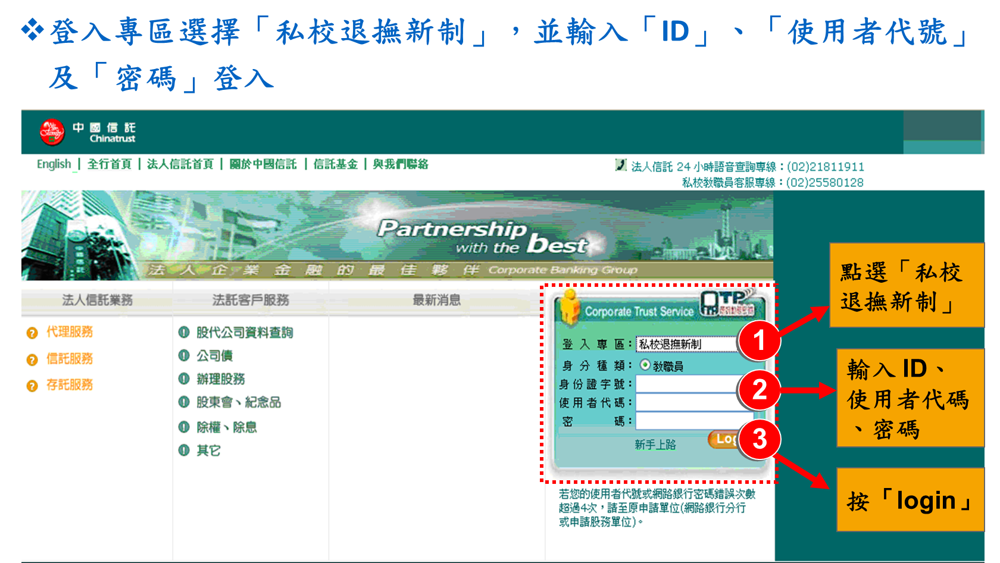 ❖登入專區選擇「私校退撫新制」，並輸入「ID」、「使用者代號」
及「密碼」登入
中國信託
Chinatrust
English | 全行首頁 | 法人信託首頁 | 關於中國信託 | 信託基金 | 與我們聯絡
法人信託 24 小時語音查詢專線：(02)21811911
私校教職員客服專線：(02)25580128
Partnership
with the best
法人企業金融的最佳夥伴 Corporate Banking Group
法人信託業務
法託客戶服務
最新消息
代理服務
信託服務
存託服務
股代公司資料查詢
公司債
辦理股務
股東會、紀念品
除權、除息
其它
Corporate Trust Service
OTP
登入專區：私校退撫新制
身分種類：教職員
身份證字號：
使用者代碼：
密碼：
新手上路
1
2
3
若您的使用者代號或網路銀行密碼錯誤次數
超過4次，請至原申請單位(網路銀行分行
或申請股務單位)。
點選「私校
退撫新制」
輸入 ID、
使用者代碼
、密碼
按「login」